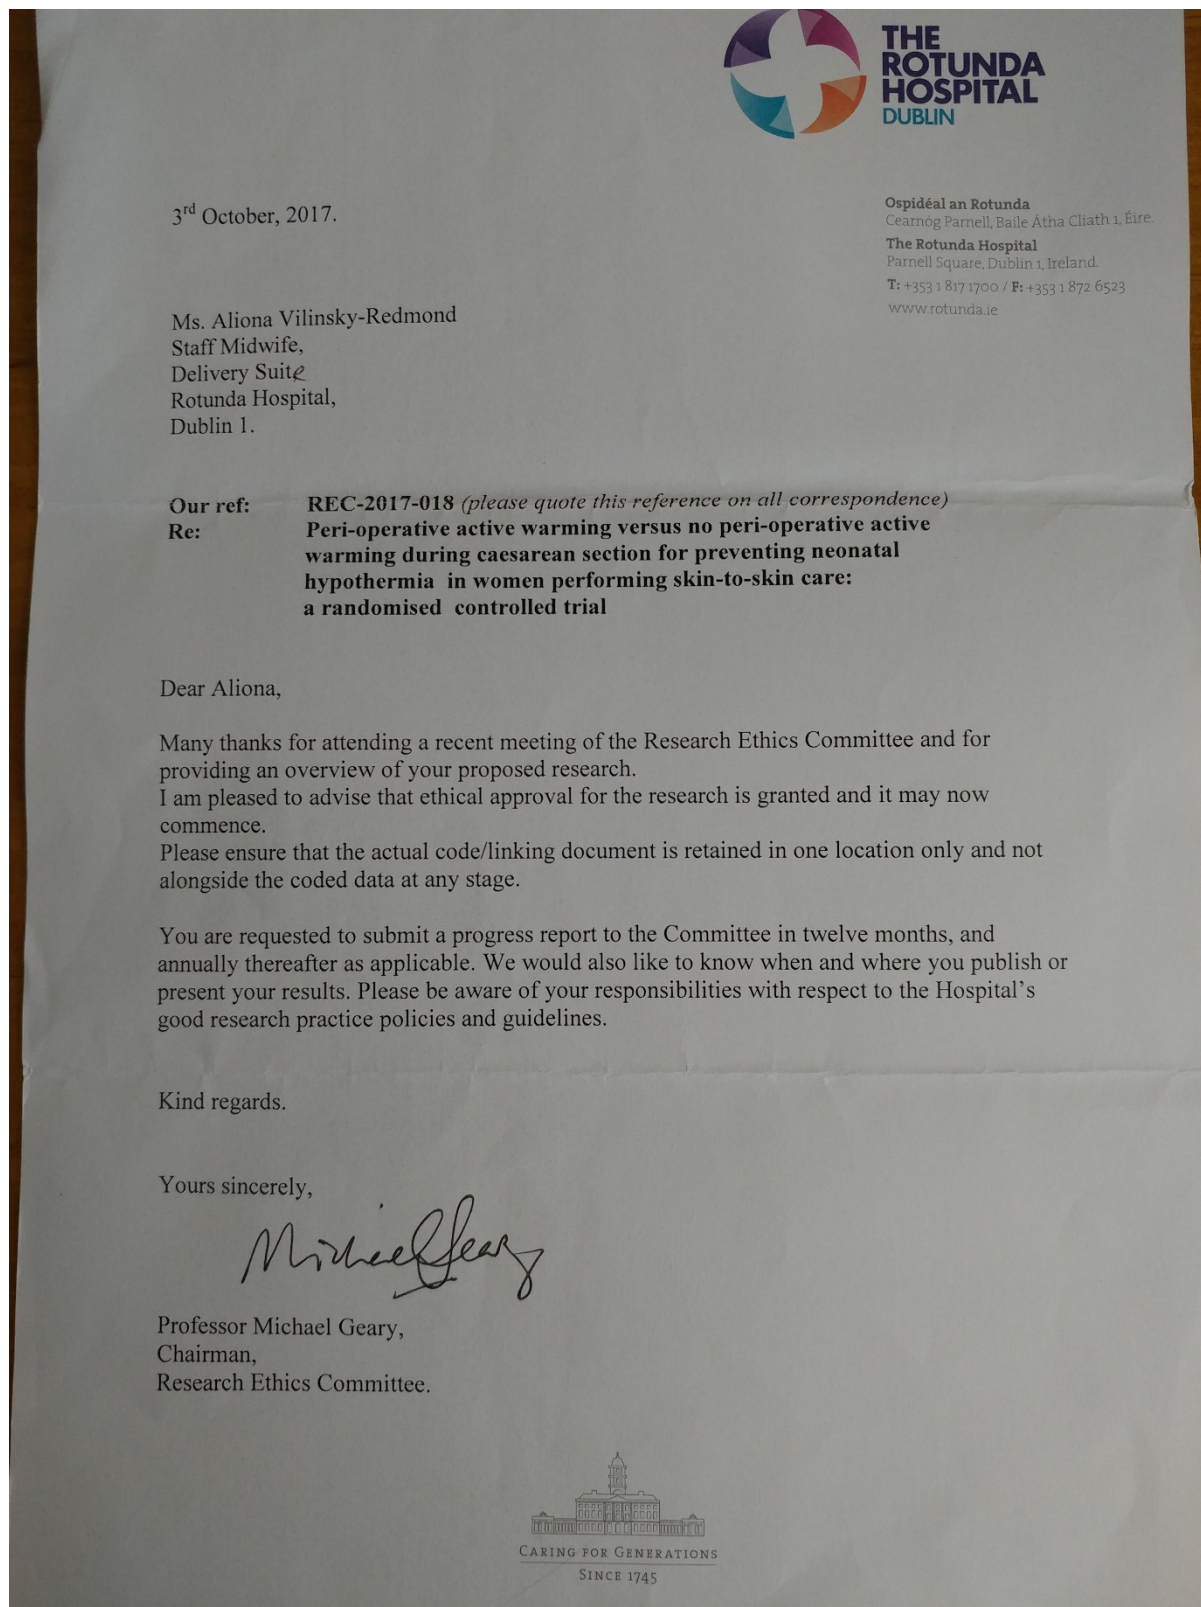 THE
ROTUNDA
HOSPITAL
DUBLIN
Ospidéal an Rotunda
Cearnóg Parnell, Baile Átha Cliath 1, Éire.
The Rotunda Hospital
Parnell Square, Dublin 1, Ireland.
T: +353 1 817 1700 / F: +353 1 872 6523
www.rotunda.ie
3rd October, 2017.
Ms. Aliona Vilinsky-Redmond
Staff Midwife,
Delivery Suite
Rotunda Hospital,
Dublin 1.
Our ref: REC-2017-018 (please quote this reference on all correspondence)
Re: Peri-operative active warming versus no peri-operative active
warming during caesarean section for preventing neonatal
hypothermia in women performing skin-to-skin care:
a randomised controlled trial
Dear Aliona,
Many thanks for attending a recent meeting of the Research Ethics Committee and for
providing an overview of your proposed research.
I am pleased to advise that ethical approval for the research is granted and it may now
commence.
Please ensure that the actual code/linking document is retained in one location only and not
alongside the coded data at any stage.
You are requested to submit a progress report to the Committee in twelve months, and
annually thereafter as applicable. We would also like to know when and where you publish or
present your results. Please be aware of your responsibilities with respect to the Hospital's
good research practice policies and guidelines.
Kind regards.
Yours sincerely,
Michael Geary
Professor Michael Geary,
Chairman,
Research Ethics Committee.
CARING FOR GENERATIONS
SINCE 1745